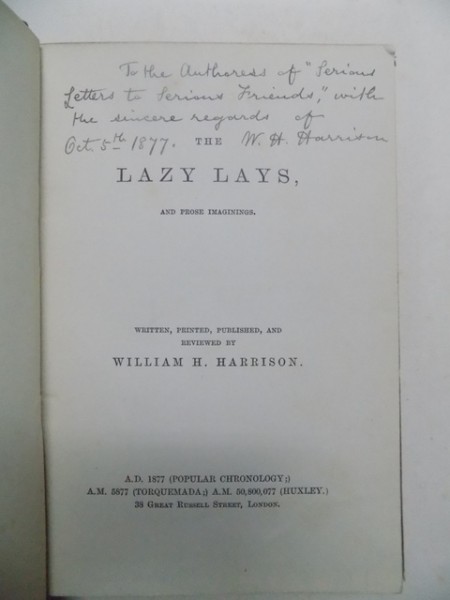 To the Authoress of "Serious
Letters to Serious Friends," with
the sincere regards of
Oct. 5th 1877. W. H. Harrison
THE
LAZY LAYS,
AND PROSE IMAGININGS.
WRITTEN, PRINTED, PUBLISHED, AND
REVIEWED BY
WILLIAM H. HARRISON.
A.D. 1877 (POPULAR CHRONOLOGY;)
A.M. 5877 (TORQUEMADA;) A.M. 50,800,077 (HUXLEY.)
38 GREAT RUSSELL STREET, LONDON.